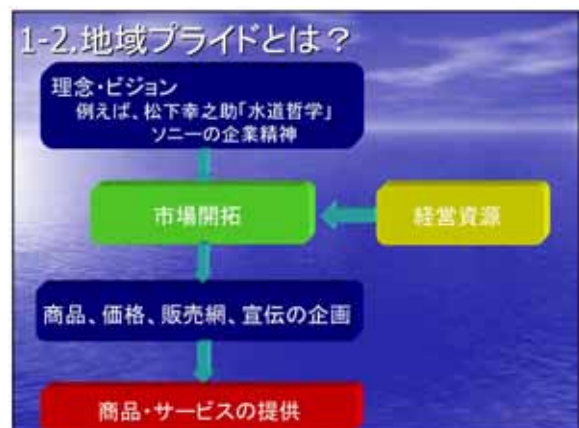 1-2.地域プライドとは？
理念・ビジョン
例えば、松下幸之助「水道哲学」
ソニーの企業精神
市場開拓
経営資源
商品、価格、販売網、宣伝の企画
商品・サービスの提供